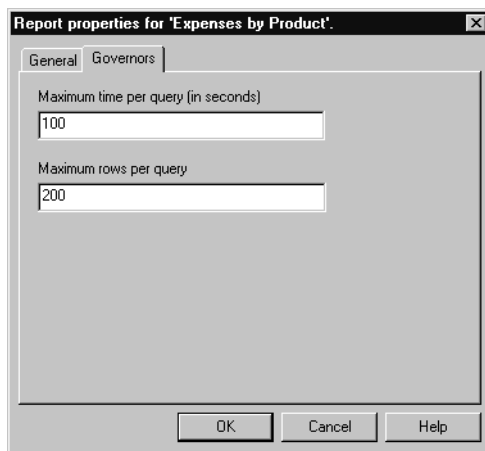 Report properties for 'Expenses by Product'.
General Governors
Maximum time per query (in seconds)
100
Maximum rows per query
200
OK Cancel Help